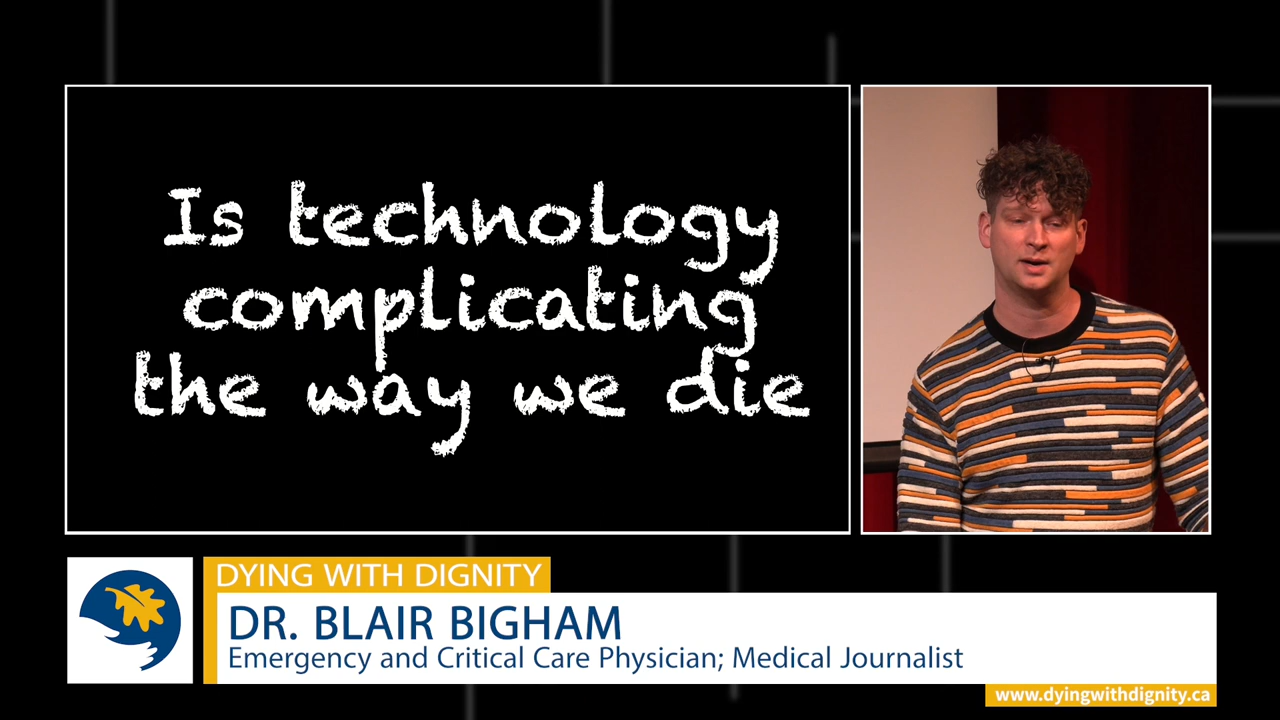 Is technology
complicating
the way we die
DYING WITH DIGNITY
DR. BLAIR BIGHAM
Emergency and Critical Care Physician; Medical Journalist
www.dyingwithdignity.ca